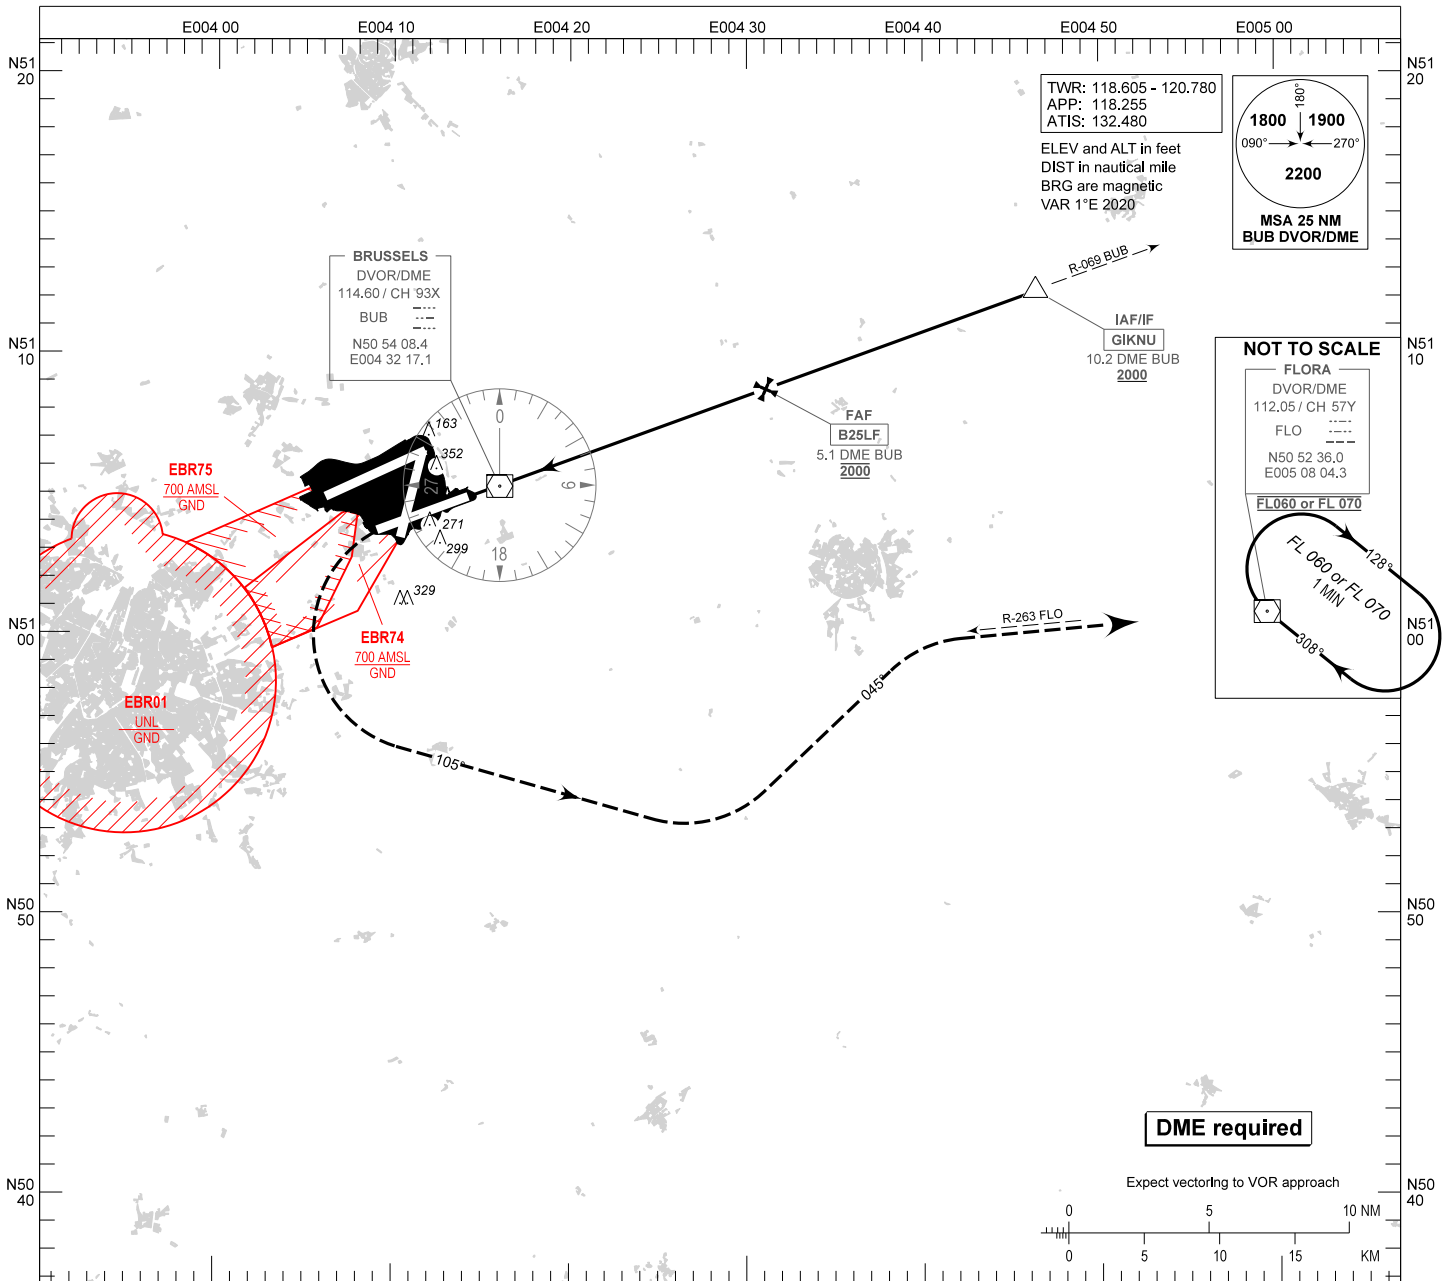 E004 00 E004 10 E004 20 E004 30 E004 40 E004 50 E005 00
N51
20
N51
20
TWR: 118.605 - 120.780
APP: 118.255
ATIS: 132.480
ELEV and ALT in feet
DIST in nautical mile
BRG are magnetic
VAR 1°E 2020
180°
1800 1900
090° 270°
2200
MSA 25 NM
BUB DVOR/DME
BRUSSELS
DVOR/DME
114.60 / CH 93X
BUB
N50 54 08.4
E004 32 17.1
R-069 BUB
IAF/IF
GIKNU
10.2 DME BUB
2000
N51
10
N51
10
NOT TO SCALE
FLORA
DVOR/DME
112.05 / CH 57Y
FLO
N50 52 36.0
E005 08 04.3
FL060 or FL 070
FL 060 or FL 070
1 MIN
128°
308°
FAF
B25LF
5.1 DME BUB
2000
0
9
18
27
163
352
271
299
329
EBR75
700 AMSL
GND
EBR74
700 AMSL
GND
EBR01
UNL
GND
N51
00
N51
00
R-263 FLO
045°
105°
N50
50
N50
50
DME required
Expect vectoring to VOR approach
N50
40
N50
40
0 5 10 NM
0 5 10 15 KM